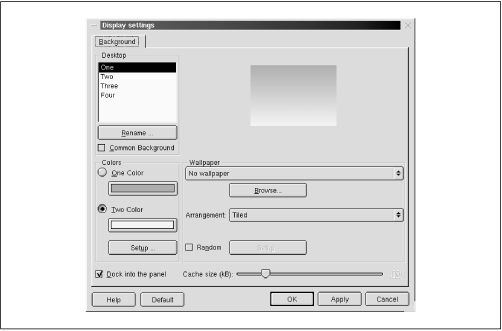 Display settings
Background
Desktop
One
Two
Three
Four
Rename ...
Common Background
Colors
One Color
Two Color
Setup ...
Wallpaper
No wallpaper
Browse...
Arrangement: Tiled
Random
Setup...
Dock into the panel
Cache size (kB):
Help
Default
OK
Apply
Cancel